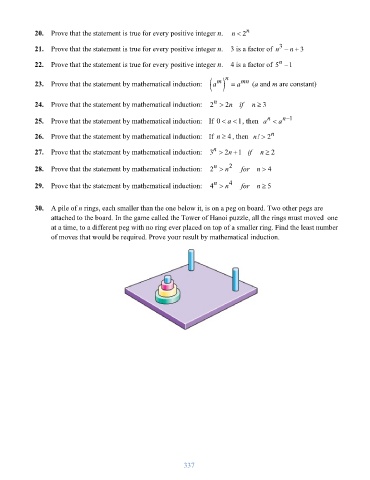 20. Prove that the statement is true for every positive integer n. n < 2^n
21. Prove that the statement is true for every positive integer n. 3 is a factor of n^3 − n + 3
22. Prove that the statement is true for every positive integer n. 4 is a factor of 5^n − 1
23. Prove that the statement by mathematical induction: (a^m)^n = a^mn (a and m are constant)
24. Prove that the statement by mathematical induction: 2^n > 2n if n ≥ 3
25. Prove that the statement by mathematical induction: If 0 < a < 1, then a^n < a^n−1
26. Prove that the statement by mathematical induction: If n ≥ 4, then n! > 2^n
27. Prove that the statement by mathematical induction: 3^n > 2n + 1 if n ≥ 2
28. Prove that the statement by mathematical induction: 2^n > n^2 for n > 4
29. Prove that the statement by mathematical induction: 4^n > n^4 for n ≥ 5
30. A pile of n rings, each smaller than the one below it, is on a peg on board. Two other pegs are
attached to the board. In the game called the Tower of Hanoi puzzle, all the rings must moved one
at a time, to a different peg with no ring ever placed on top of a smaller ring. Find the least number
of moves that would be required. Prove your result by mathematical induction.
337